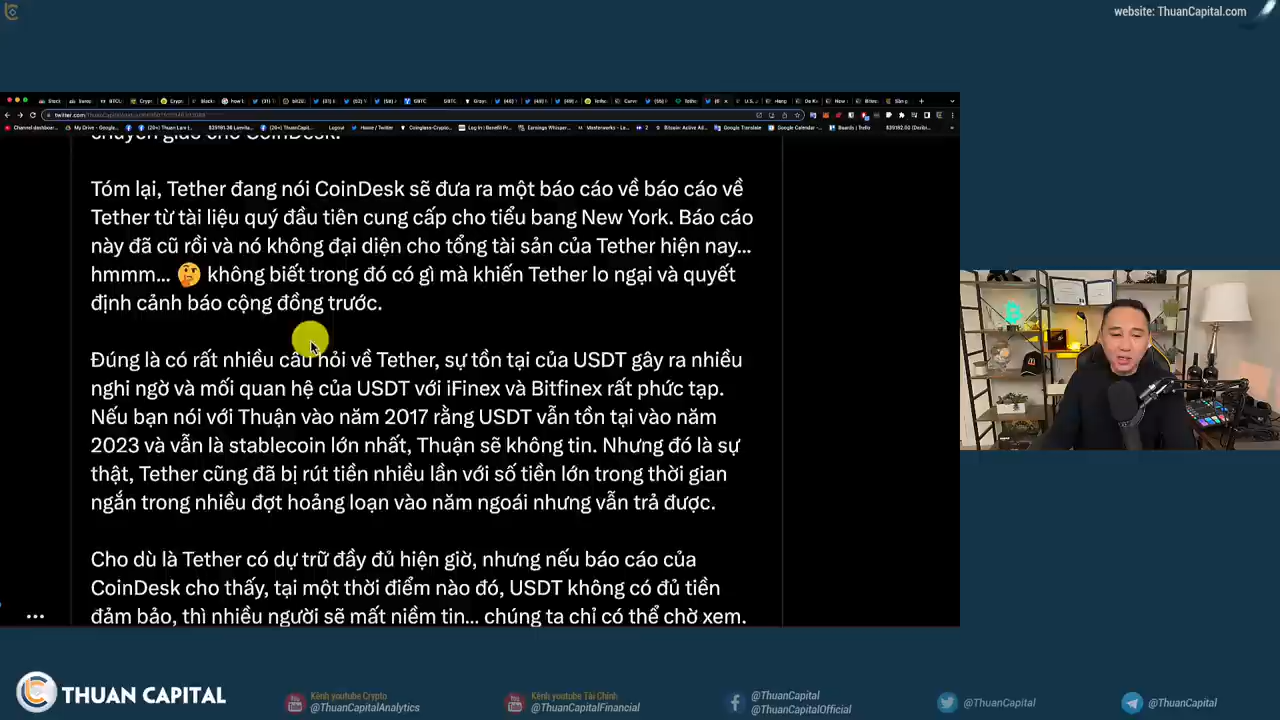 website: ThuanCapital.com
chuyển giao cho CoinDesk.
Tóm lại, Tether đang nói CoinDesk sẽ đưa ra một báo cáo về báo cáo về
Tether từ tài liệu quý đầu tiên cung cấp cho tiểu bang New York. Báo cáo
này đã cũ rồi và nó không đại diện cho tổng tài sản của Tether hiện nay...
hmmm... 🤔 không biết trong đó có gì mà khiến Tether lo ngại và quyết
định cảnh báo cộng đồng trước.
Đúng là có rất nhiều câu hỏi về Tether, sự tồn tại của USDT gây ra nhiều
nghi ngờ và mối quan hệ của USDT với iFinex và Bitfinex rất phức tạp.
Nếu bạn nói với Thuận vào năm 2017 rằng USDT vẫn tồn tại vào năm
2023 và vẫn là stablecoin lớn nhất, Thuận sẽ không tin. Nhưng đó là sự
thật, Tether cũng đã bị rút tiền nhiều lần với số tiền lớn trong thời gian
ngắn trong nhiều đợt hoảng loạn vào năm ngoái nhưng vẫn trả được.
Cho dù là Tether có dự trữ đầy đủ hiện giờ, nhưng nếu báo cáo của
CoinDesk cho thấy, tại một thời điểm nào đó, USDT không có đủ tiền
đảm bảo, thì nhiều người sẽ mất niềm tin... chúng ta chỉ có thể chờ xem.
THUAN CAPITAL
Kênh youtube Crypto
@ThuanCapitalAnalytics
Kênh youtube Tài Chính
@ThuanCapitalFinancial
@ThuanCapital
@ThuanCapitalOfficial
@ThuanCapital
@ThuanCapital